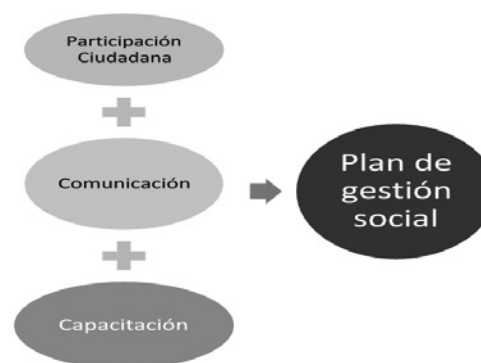 Participación
Ciudadana
Comunicación
Plan de
gestión
social
Capacitación